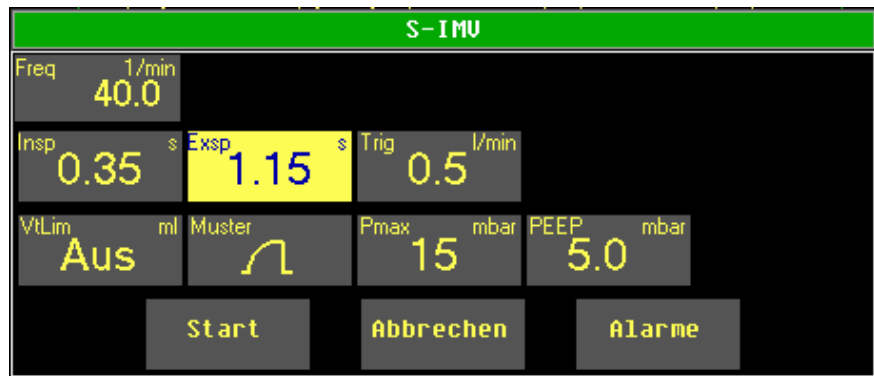 S-IMV
Freq 1/min
40.0
Insp s Exsp s Trig l/min
0.35 1.15 0.5
VtLim ml Muster Pmax mbar PEEP mbar
Aus 15 5.0
Start Abbrechen Alarme